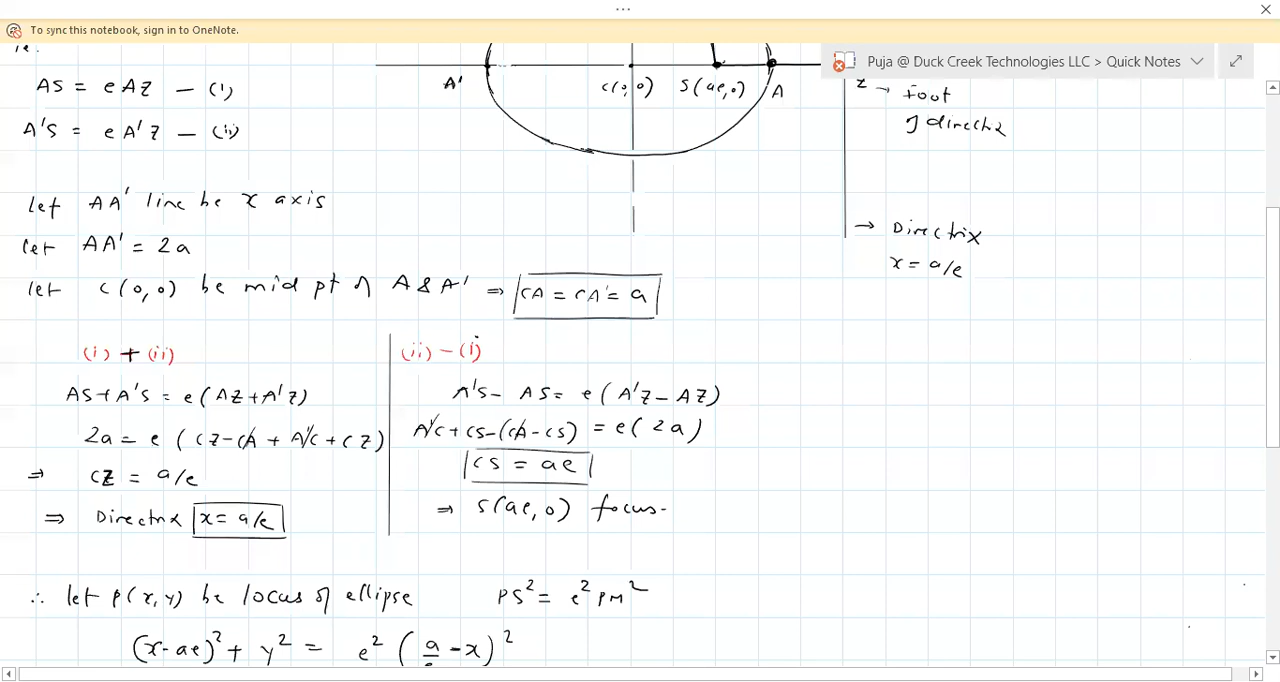 To sync this notebook, sign in to OneNote.
Puja @ Duck Creek Technologies LLC > Quick Notes
AS = eAZ — (i)
A'S = eA'Z — (ii)
A' C(0,0) S(ae,0) A
Z → Foot
of directrix
→ Directrix
x = a/e
let AA' line be x axis
let AA' = 2a
let C(0,0) be mid pt of A & A' ⇒ CA = CA' = a
(i) + (ii)
AS+A'S = e(AZ+A'Z)
2a = e (CZ-CA + A'C + CZ)
⇒ CZ = a/e
⇒ Directrix x = a/e
(ii) - (i)
A'S - AS = e(A'Z - AZ)
A'C + CS - (CA - CS) = e(2a)
CS = ae
⇒ S(ae,0) focus.
∴ let P(x,y) be locus of ellipse PS² = e² PM²
(x-ae)² + y² = e² (a/e - x)²